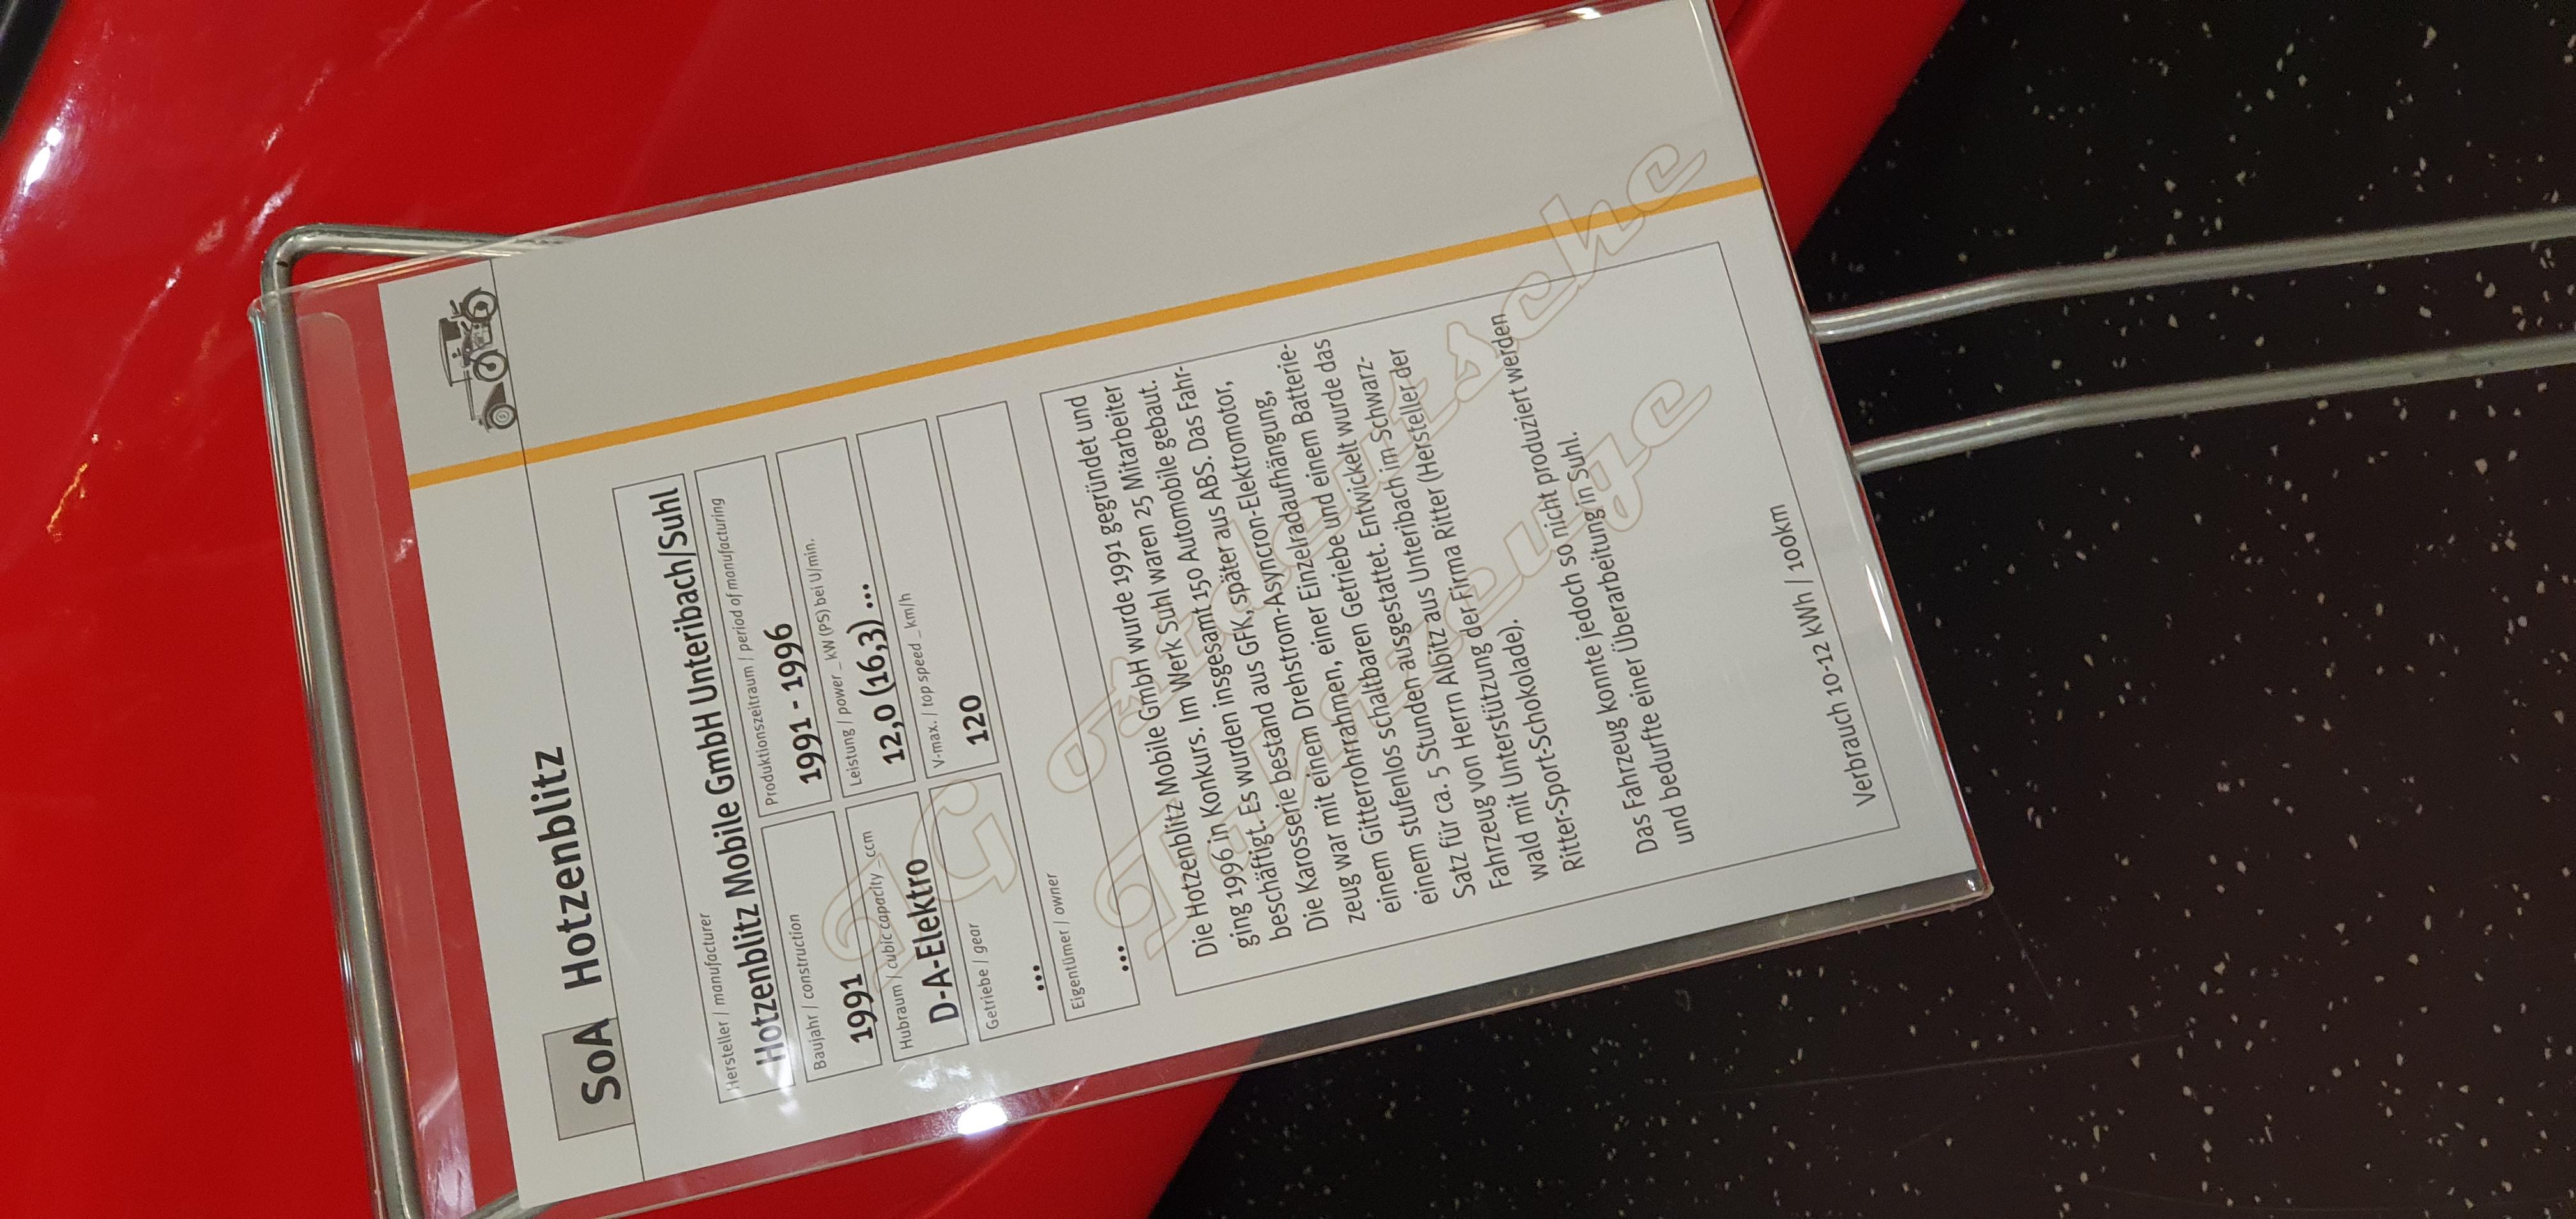 SoA Hotzenblitz
Hersteller / manufacturer
Hotzenblitz Mobile GmbH Unteribach/Suhl
Baujahr / construction
1991
Produktionszeitraum / period of manufacturing
1991 - 1996
Hubraum / cubic capacity _ ccm
D-A-Elektro
Leistung / power _ kW (PS) bei U/min.
12,0 (16,3) ...
Getriebe / gear
...
V-max. / top speed _ km/h
120
Eigentümer / owner
...
IG ostdeutsche
Fahrzeuge
Die Hotzenblitz Mobile GmbH wurde 1991 gegründet und
ging 1996 in Konkurs. Im Werk Suhl waren 25 Mitarbeiter
beschäftigt. Es wurden insgesamt 150 Automobile gebaut.
Die Karosserie bestand aus GFK, später aus ABS. Das Fahr-
zeug war mit einem Drehstrom-Asyncron-Elektromotor,
einem Gitterrohrrahmen, einer Einzelradaufhängung,
einem stufenlos schaltbaren Getriebe und einem Batterie-
Satz für ca. 5 Stunden ausgestattet. Entwickelt wurde das
Fahrzeug von Herrn Albitz aus Unteribach im Schwarz-
wald mit Unterstützung der Firma Ritter (Hersteller der
Ritter-Sport-Schokolade).
Das Fahrzeug konnte jedoch so nicht produziert werden
und bedurfte einer Überarbeitung in Suhl.
Verbrauch 10-12 kWh / 100km